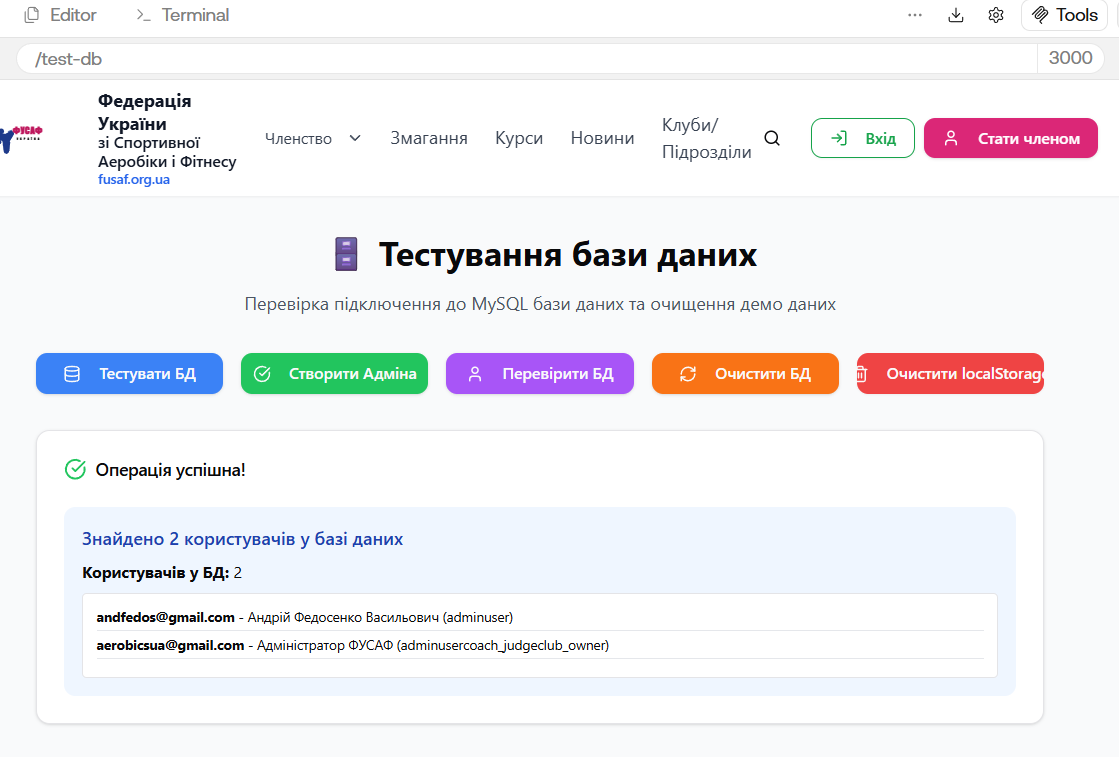 Editor
Terminal
Tools
/test-db
3000
ФУСАФ
УКРАЇНА
Федерація
України
зі Спортивної
Аеробіки і Фітнесу
fusaf.org.ua
Членство
Змагання
Курси
Новини
Клуби/
Підрозділи
Вхід
Стати членом
Тестування бази даних
Перевірка підключення до MySQL бази даних та очищення демо даних
Тестувати БД
Створити Адміна
Перевірити БД
Очистити БД
Очистити localStorage
Операція успішна!
Знайдено 2 користувачів у базі даних
Користувачів у БД: 2
andfedos@gmail.com - Андрій Федосенко Васильович (adminuser)
aerobicsua@gmail.com - Адміністратор ФУСАФ (adminusercoach_judgeclub_owner)